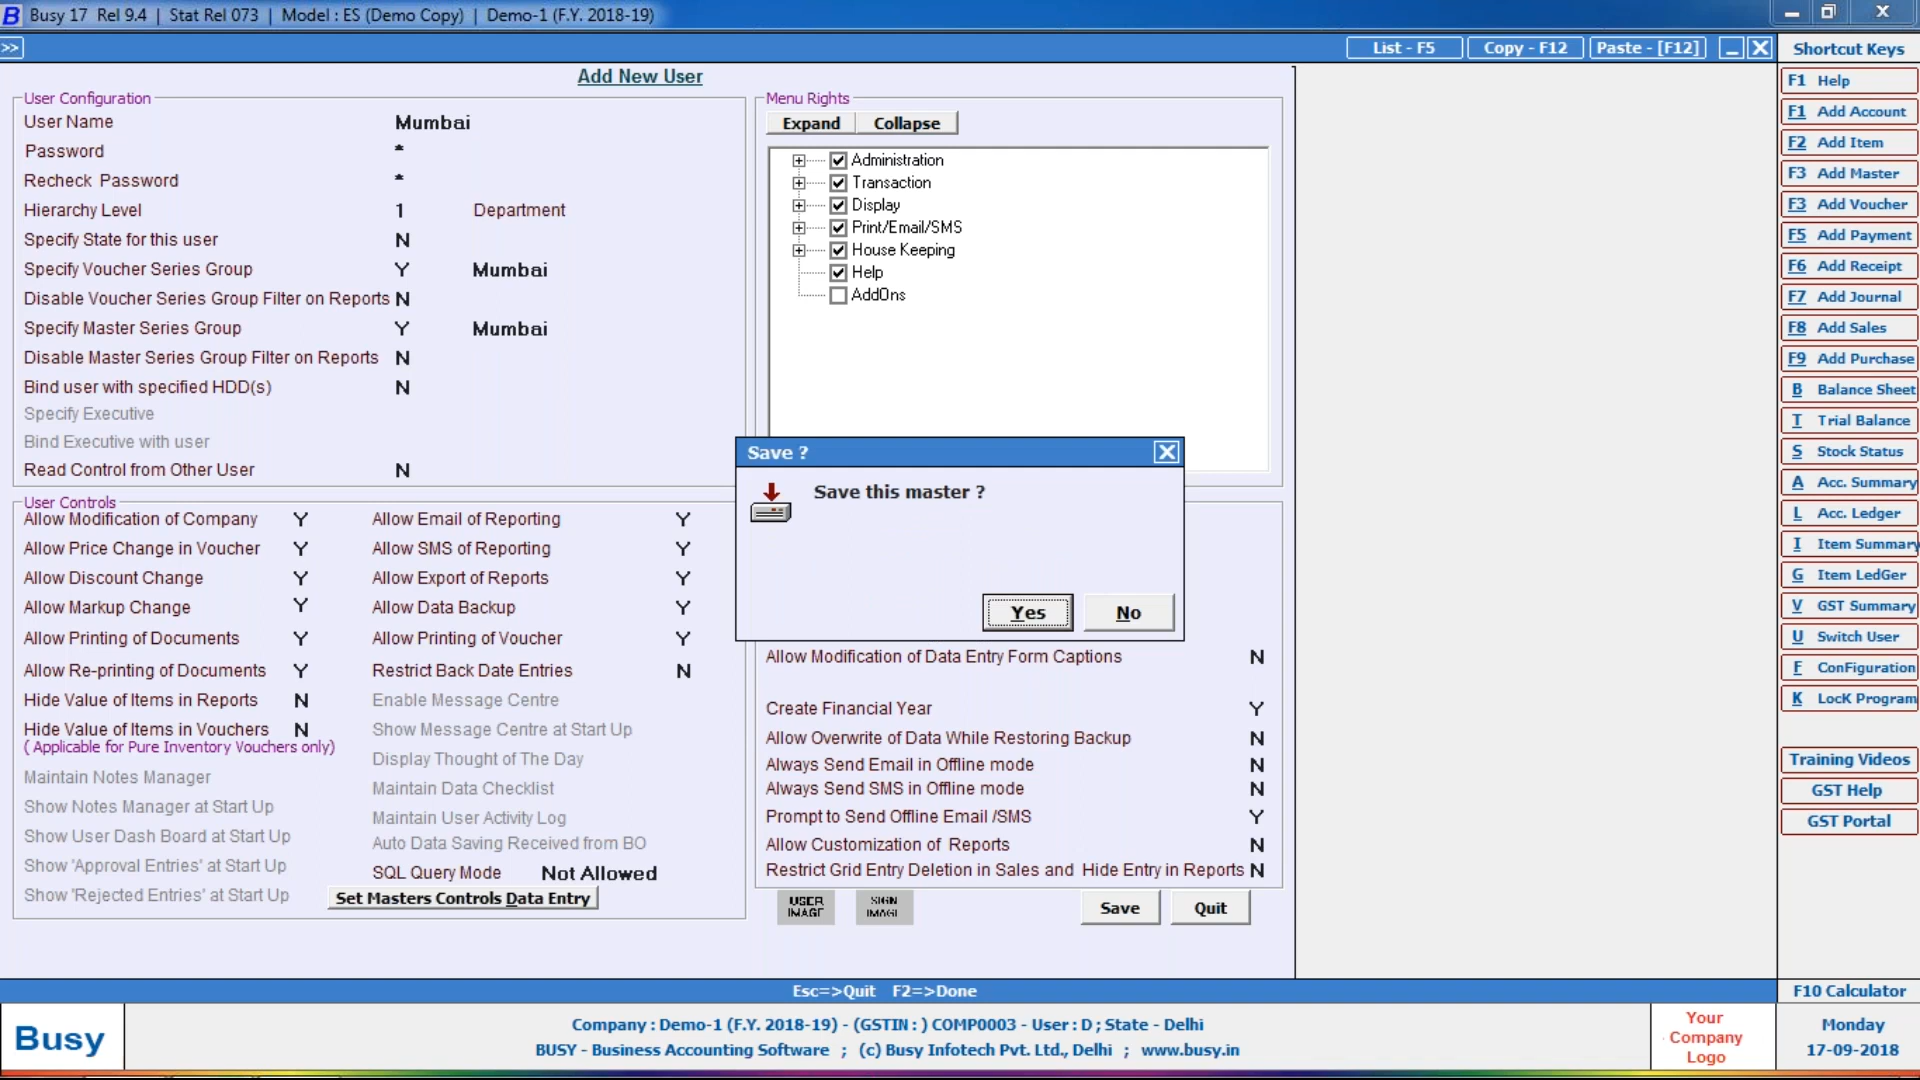 B Busy 17 Rel 9.4 | Stat Rel 073 | Model : ES (Demo Copy) | Demo-1 (F.Y. 2018-19)
>> List - F5 Copy - F12 Paste - [F12] Shortcut Keys
Add New User
User Configuration
User Name Mumbai
Password *
Recheck Password *
Hierarchy Level 1 Department
Specify State for this user N
Specify Voucher Series Group Y Mumbai
Disable Voucher Series Group Filter on Reports N
Specify Master Series Group Y Mumbai
Disable Master Series Group Filter on Reports N
Bind user with specified HDD(s) N
Specify Executive
Bind Executive with user
Read Control from Other User N
Menu Rights
Expand Collapse
Administration
Transaction
Display
Print/Email/SMS
House Keeping
Help
AddOns
Save ?
Save this master ?
Yes No
User Controls
Allow Modification of Company Y Allow Email of Reporting Y
Allow Price Change in Voucher Y Allow SMS of Reporting Y
Allow Discount Change Y Allow Export of Reports Y
Allow Markup Change Y Allow Data Backup Y
Allow Printing of Documents Y Allow Printing of Voucher Y
Allow Re-printing of Documents Y Restrict Back Date Entries N
Hide Value of Items in Reports N Enable Message Centre
Hide Value of Items in Vouchers N Show Message Centre at Start Up
( Applicable for Pure Inventory Vouchers only)
Display Thought of The Day
Maintain Notes Manager Maintain Data Checklist
Show Notes Manager at Start Up Maintain User Activity Log
Show User Dash Board at Start Up Auto Data Saving Received from BO
Show 'Approval Entries' at Start Up SQL Query Mode Not Allowed
Show 'Rejected Entries' at Start Up Set Masters Controls Data Entry
Allow Modification of Data Entry Form Captions N
Create Financial Year Y
Allow Overwrite of Data While Restoring Backup N
Always Send Email in Offline mode N
Always Send SMS in Offline mode N
Prompt to Send Offline Email /SMS Y
Allow Customization of Reports N
Restrict Grid Entry Deletion in Sales and Hide Entry in Reports N
USER IMAGE SIGN IMAGE Save Quit
F1 Help
F1 Add Account
F2 Add Item
F3 Add Master
F3 Add Voucher
F5 Add Payment
F6 Add Receipt
F7 Add Journal
F8 Add Sales
F9 Add Purchase
B Balance Sheet
T Trial Balance
S Stock Status
A Acc. Summary
L Acc. Ledger
I Item Summary
G Item LedGer
V GST Summary
U Switch User
F ConFiguration
K LocK Program
Training Videos
GST Help
GST Portal
Esc=>Quit F2=>Done F10 Calculator
Busy
Company : Demo-1 (F.Y. 2018-19) - (GSTIN : ) COMP0003 - User : D ; State - Delhi
BUSY - Business Accounting Software ; (c) Busy Infotech Pvt. Ltd., Delhi ; www.busy.in
Your
Company
Logo
Monday
17-09-2018